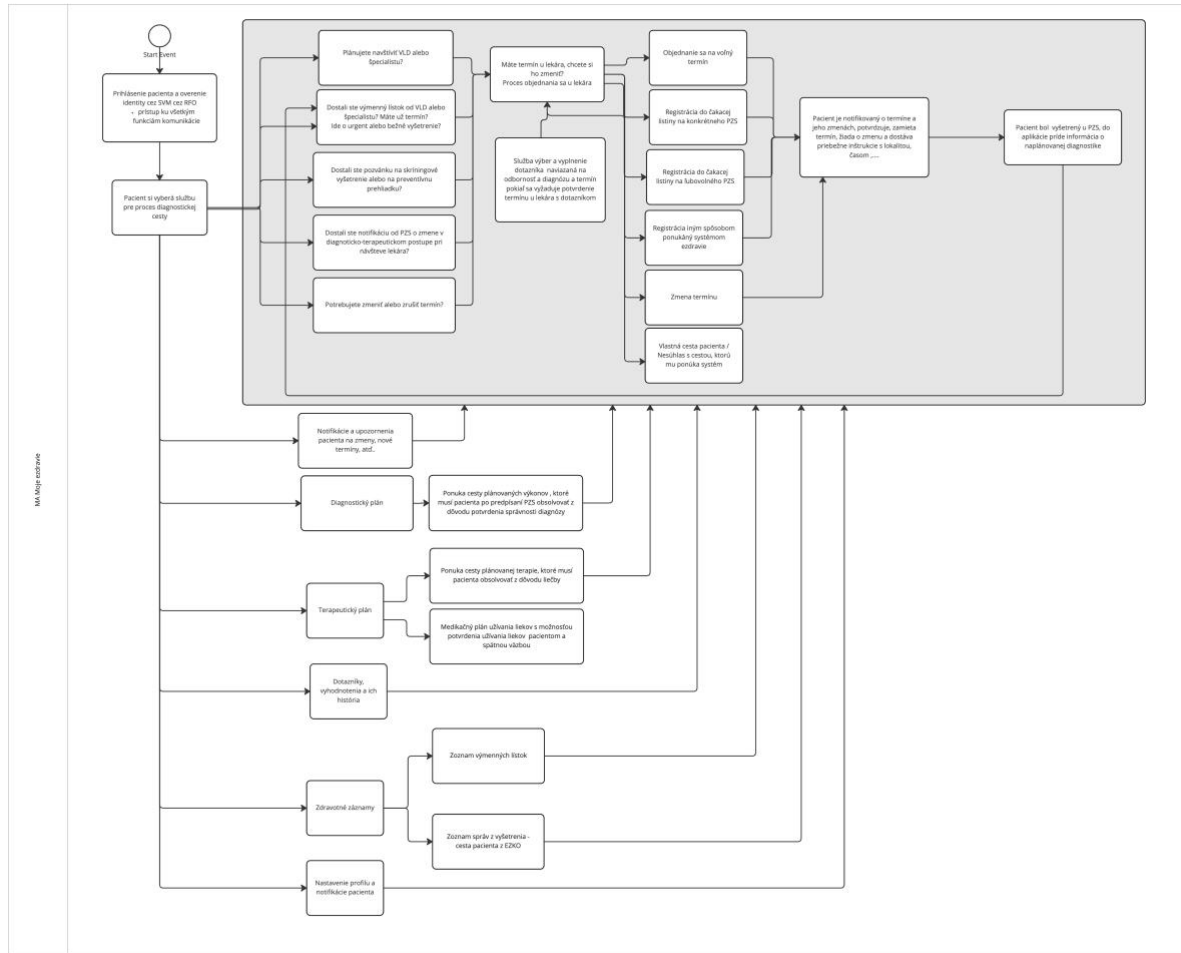 MA Moje ezdravie
Start Event
Prihlásenie pacienta a overenie
identity cez SVM cez RFO
- prístup ku všetkým
funkciám komunikácie
Pacient si vyberá službu
pre proces diagnostickej
cesty
Plánujete navštíviť VLD alebo
špecialistu?
Dostali ste výmenný lístok od VLD alebo
špecialistu? Máte už termín?
Ide o urgent alebo bežné vyšetrenie?
Dostali ste pozvánku na skríningové
vyšetrenie alebo na preventívnu
prehliadku?
Dostali ste notifikáciu od PZS o zmene v
diagnoticko-terapeutickom postupe pri
návšteve lekára?
Potrebujete zmeniť alebo zrušiť termín?
Máte termín u lekára, chcete si
ho zmeniť?
Proces objednania sa u lekára
Služba výber a vyplnenie
dotazníka naviazaná na
odbornosť a diagnózu a termín
pokiaľ sa vyžaduje potvrdenie
termínu u lekára s dotazníkom
Objednanie sa na voľný
termín
Registrácia do čakacej
listiny na konkrétneho PZS
Registrácia do čakacej
listiny na ľubovolného PZS
Registrácia iným spôsobom
ponukáný systémom
ezdravie
Zmena termínu
Vlastná cesta pacienta /
Nesúhlas s cestou, ktorú
mu ponúka systém
Pacient je notifikovaný o termíne a
jeho zmenách, potvrdzuje, zamieta
termín, žiada o zmenu a dostáva
priebežne inštrukcie s lokalitou,
časom ,....
Pacient bol vyšetrený u PZS, do
aplikácie príde informácia o
naplánovanej diagnostike
Notifikácie a upozornenia
pacienta na zmeny, nové
termíny, atď..
Diagnostický plán
Ponuka cesty plánovaných výkonov , ktoré
musí pacienta po predpísaní PZS obsolvovať z
dôvodu potvrdenia správnosti diagnózy
Terapeutický plán
Ponuka cesty plánovanej terapie, ktoré musí
pacienta obsolvovať z dôvodu liečby
Medikačný plán užívania liekov s možnosťou
potvrdenia užívania liekov pacientom a
spätnou väzbou
Dotazníky,
vyhodnotenia a ich
história
Zdravotné záznamy
Zoznam výmenných lístok
Zoznam správ z vyšetrenia -
cesta pacienta z EZKO
Nastavenie profilu a
notifikácie pacienta